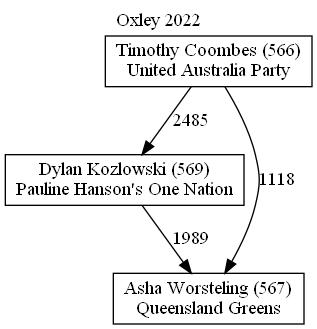 Oxley 2022
Timothy Coombes (566)
United Australia Party
2485
Dylan Kozlowski (569)
Pauline Hanson's One Nation
1118
1989
Asha Worsteling (567)
Queensland Greens